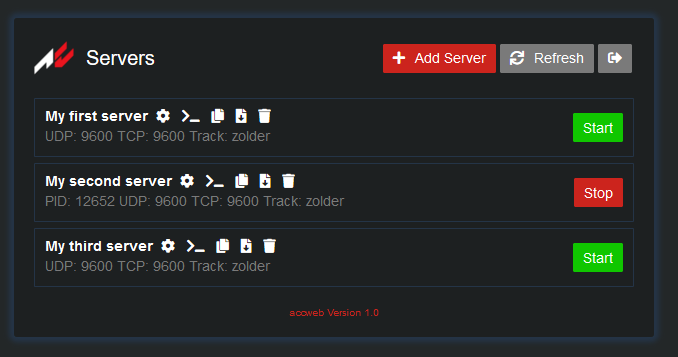 Servers
Add Server
Refresh
My first server
UDP: 9600 TCP: 9600 Track: zolder
Start
My second server
PID: 12652 UDP: 9600 TCP: 9600 Track: zolder
Stop
My third server
UDP: 9600 TCP: 9600 Track: zolder
Start
accweb Version 1.0